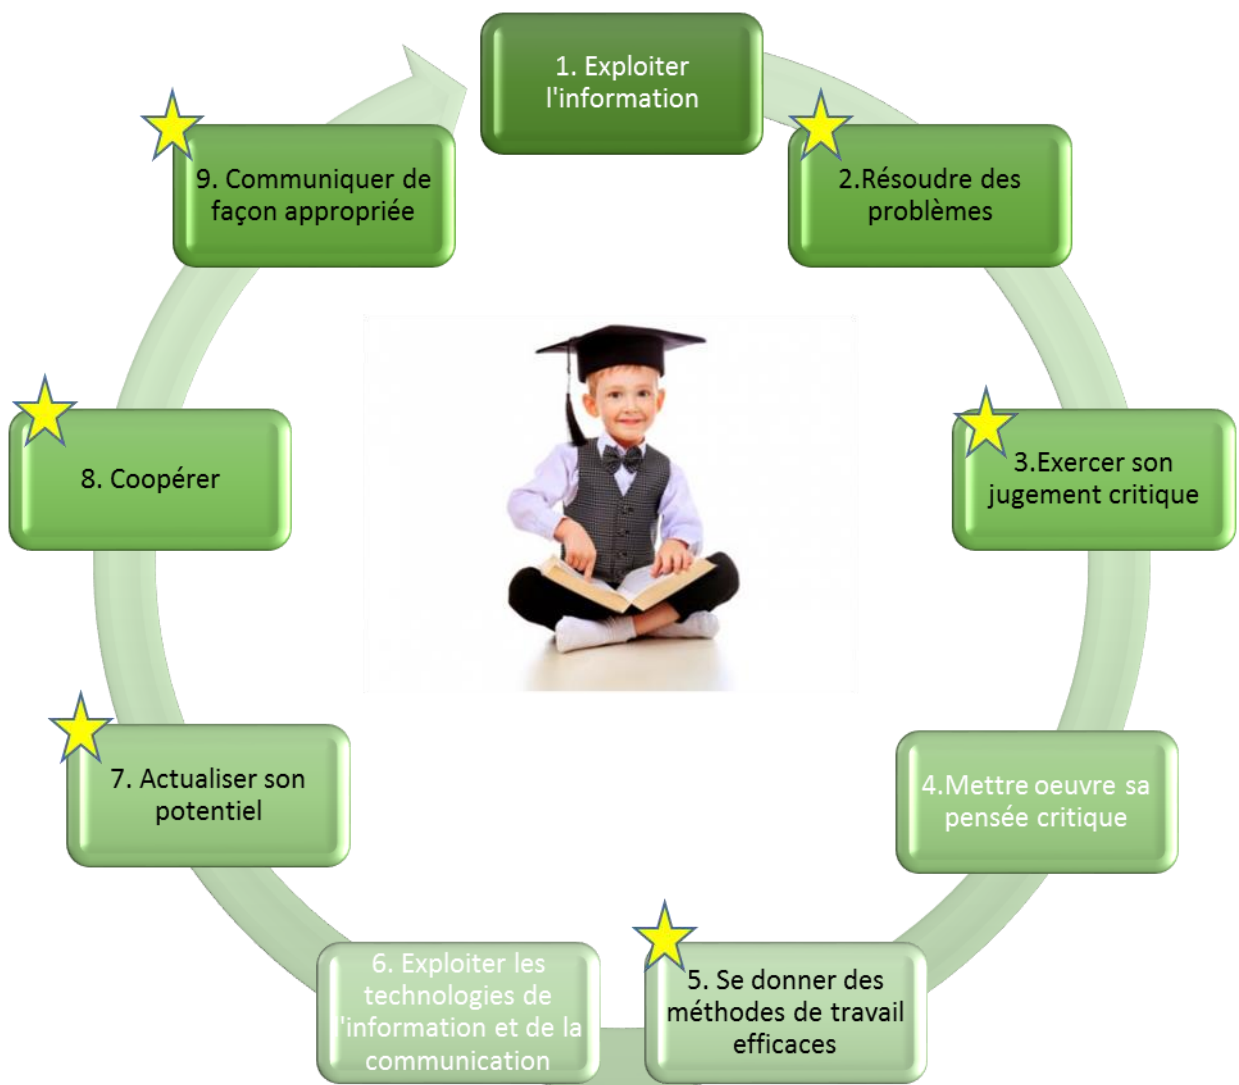 1. Exploiter
l'information
2.Résoudre des
problèmes
3.Exercer son
jugement critique
4.Mettre oeuvre sa
pensée critique
5. Se donner des
méthodes de travail
efficaces
6. Exploiter les
technologies de
l'information et de la
communication
7. Actualiser son
potentiel
8. Coopérer
9. Communiquer de
façon appropriée